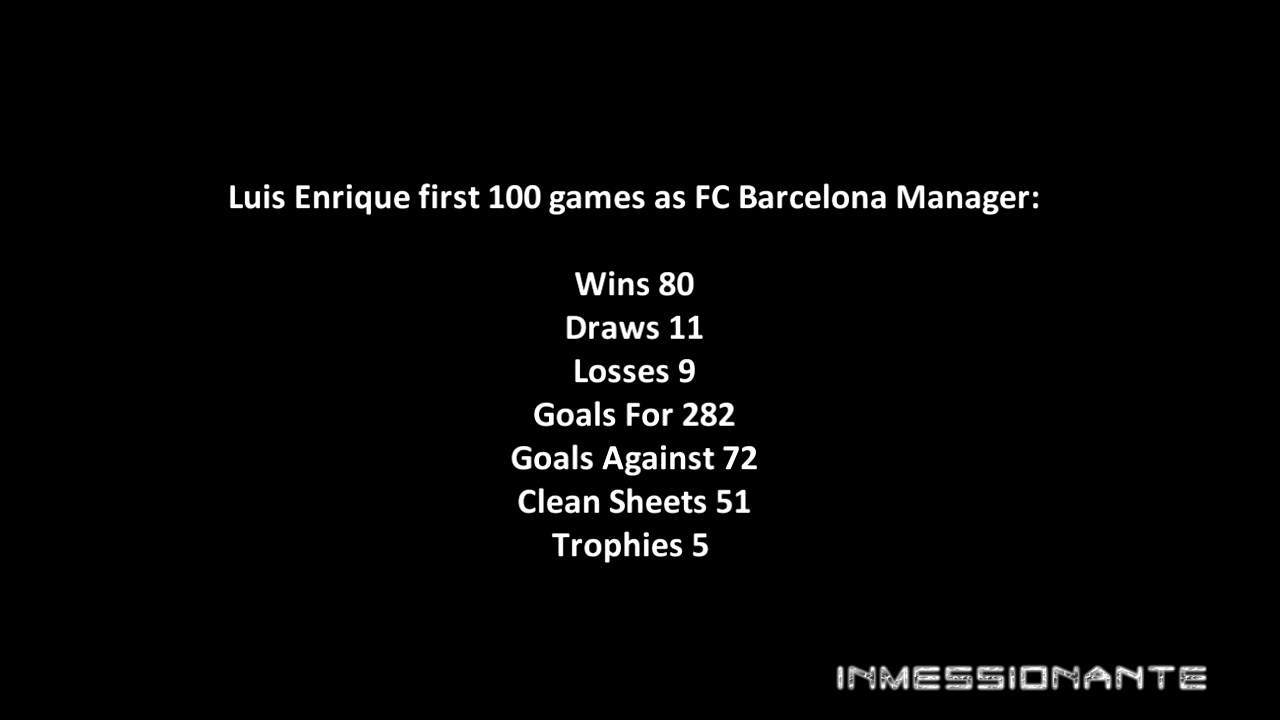 Luis Enrique first 100 games as FC Barcelona Manager:
Wins 80
Draws 11
Losses 9
Goals For 282
Goals Against 72
Clean Sheets 51
Trophies 5
INMESSIONANTE